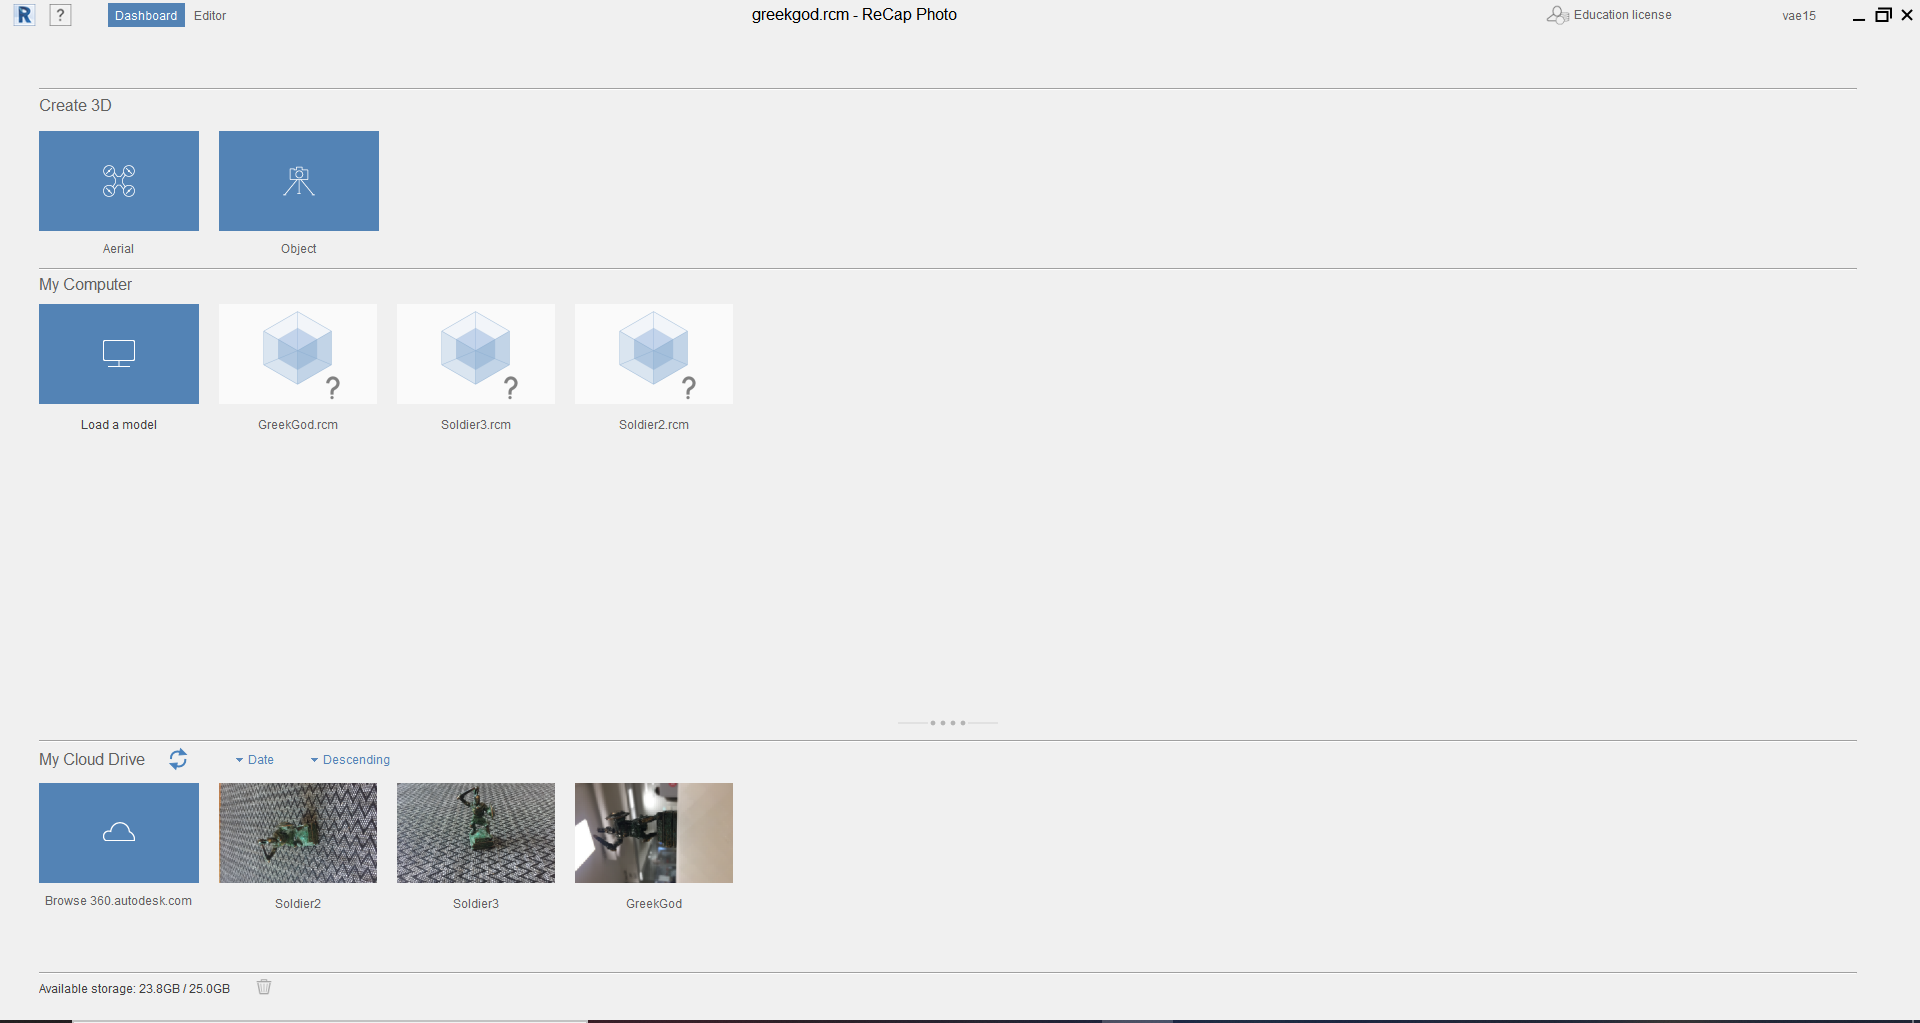 R ? Dashboard Editor greekgod.rcm - ReCap Photo Education license vae15
Create 3D
Aerial Object
My Computer
? ? ?
Load a model GreekGod.rcm Soldier3.rcm Soldier2.rcm
My Cloud Drive Date Descending
Browse 360.autodesk.com Soldier2 Soldier3 GreekGod
Available storage: 23.8GB / 25.0GB